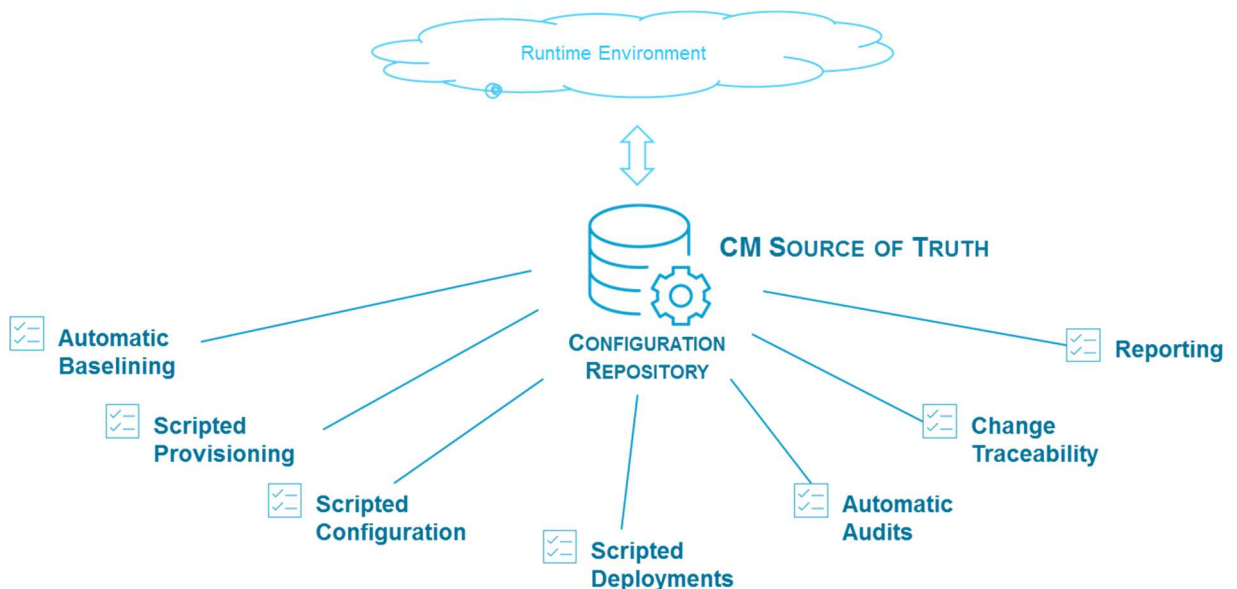 Runtime Environment
CM SOURCE OF TRUTH
CONFIGURATION
REPOSITORY
Automatic
Baselining
Scripted
Provisioning
Scripted
Configuration
Scripted
Deployments
Automatic
Audits
Change
Traceability
Reporting